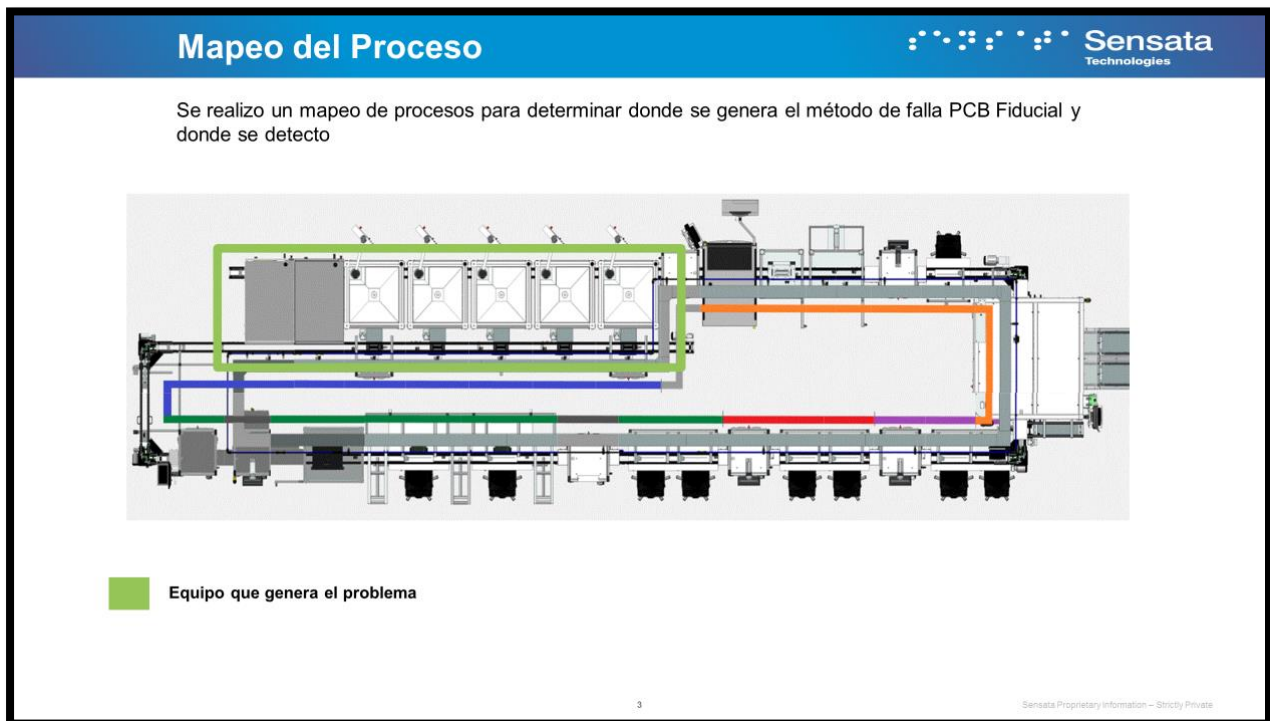 Mapeo del Proceso
Sensata
Technologies
Se realizo un mapeo de procesos para determinar donde se genera el método de falla PCB Fiducial y
donde se detecto
Equipo que genera el problema
3
Sensata Proprietary Information – Strictly Private